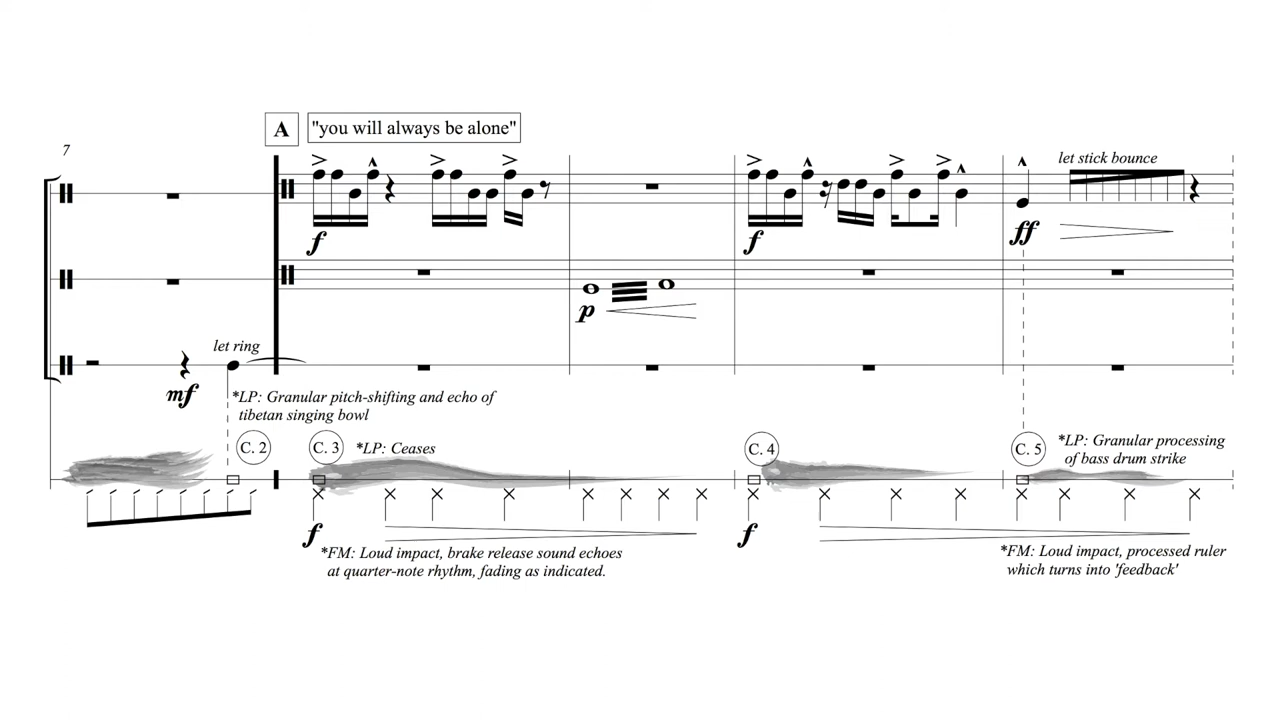 7
A
"you will always be alone"
let stick bounce
f
f
ff
p
let ring
mf
*LP: Granular pitch-shifting and echo of
tibetan singing bowl
C. 2
C. 3
*LP: Ceases
C. 4
C. 5
*LP: Granular processing
of bass drum strike
f
f
*FM: Loud impact, brake release sound echoes
at quarter-note rhythm, fading as indicated.
*FM: Loud impact, processed ruler
which turns into 'feedback'